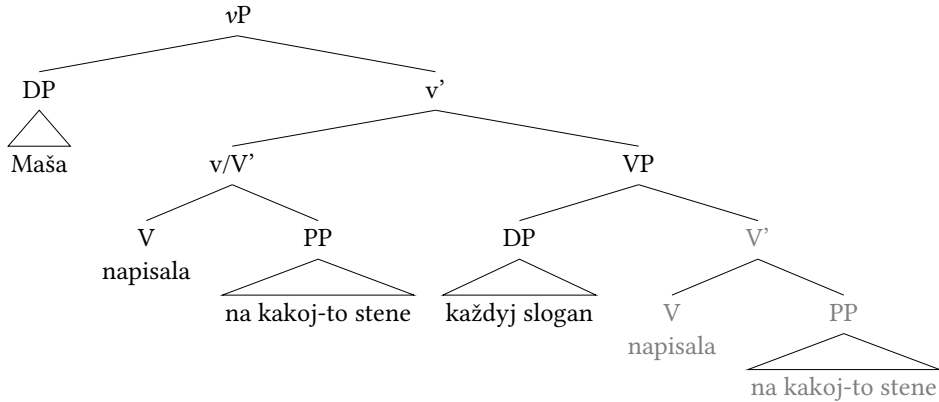 vP
DP v’
Maša v/V’ VP
V PP DP V’
napisala na kakoj-to stene každyj slogan V PP
napisala na kakoj-to stene